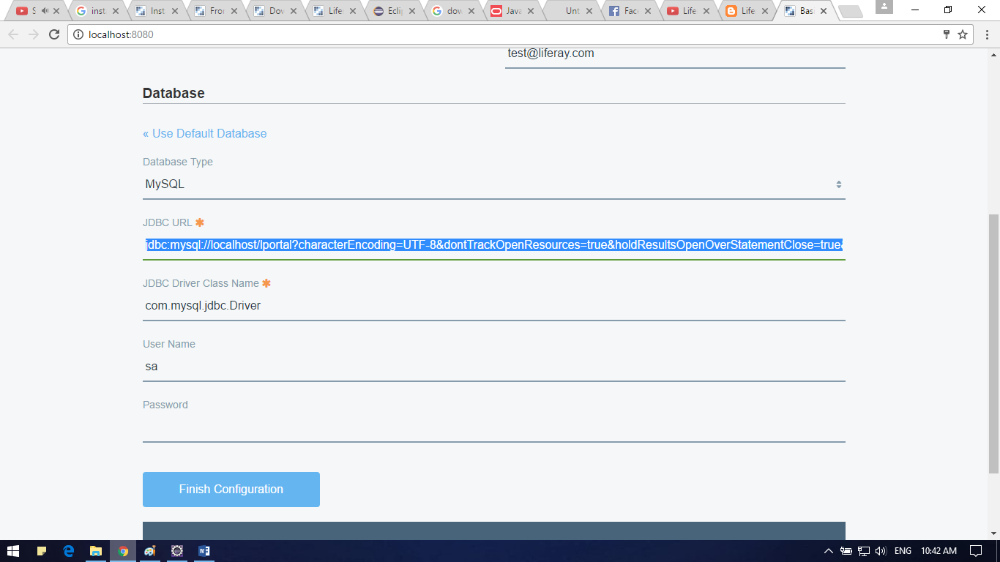 S
inst
Inst
Fror
Dov
Life
Ecli
dov
Java
Unt
Fac
Life
Life
Bas
localhost:8080
test@liferay.com
Database
« Use Default Database
Database Type
MySQL
JDBC URL ✱
jdbc:mysql://localhost/lportal?characterEncoding=UTF-8&dontTrackOpenResources=true&holdResultsOpenOverStatementClose=true&
JDBC Driver Class Name ✱
com.mysql.jdbc.Driver
User Name
sa
Password
Finish Configuration
ENG
10:42 AM